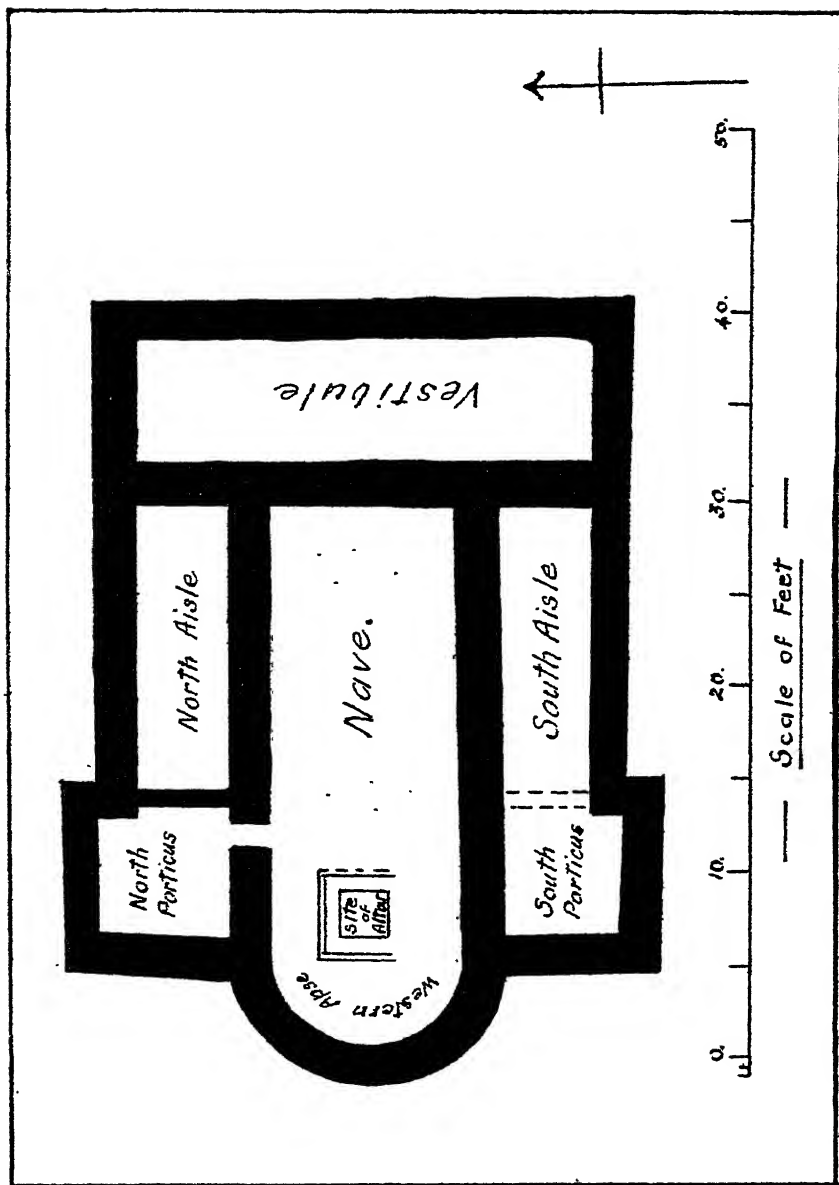 Vestibule
North Aisle
Nave.
South Aisle
North
Porticus
Site
of
Altar
South
Porticus
Western Apse
0. 10. 20. 30. 40. 50.
Scale of Feet